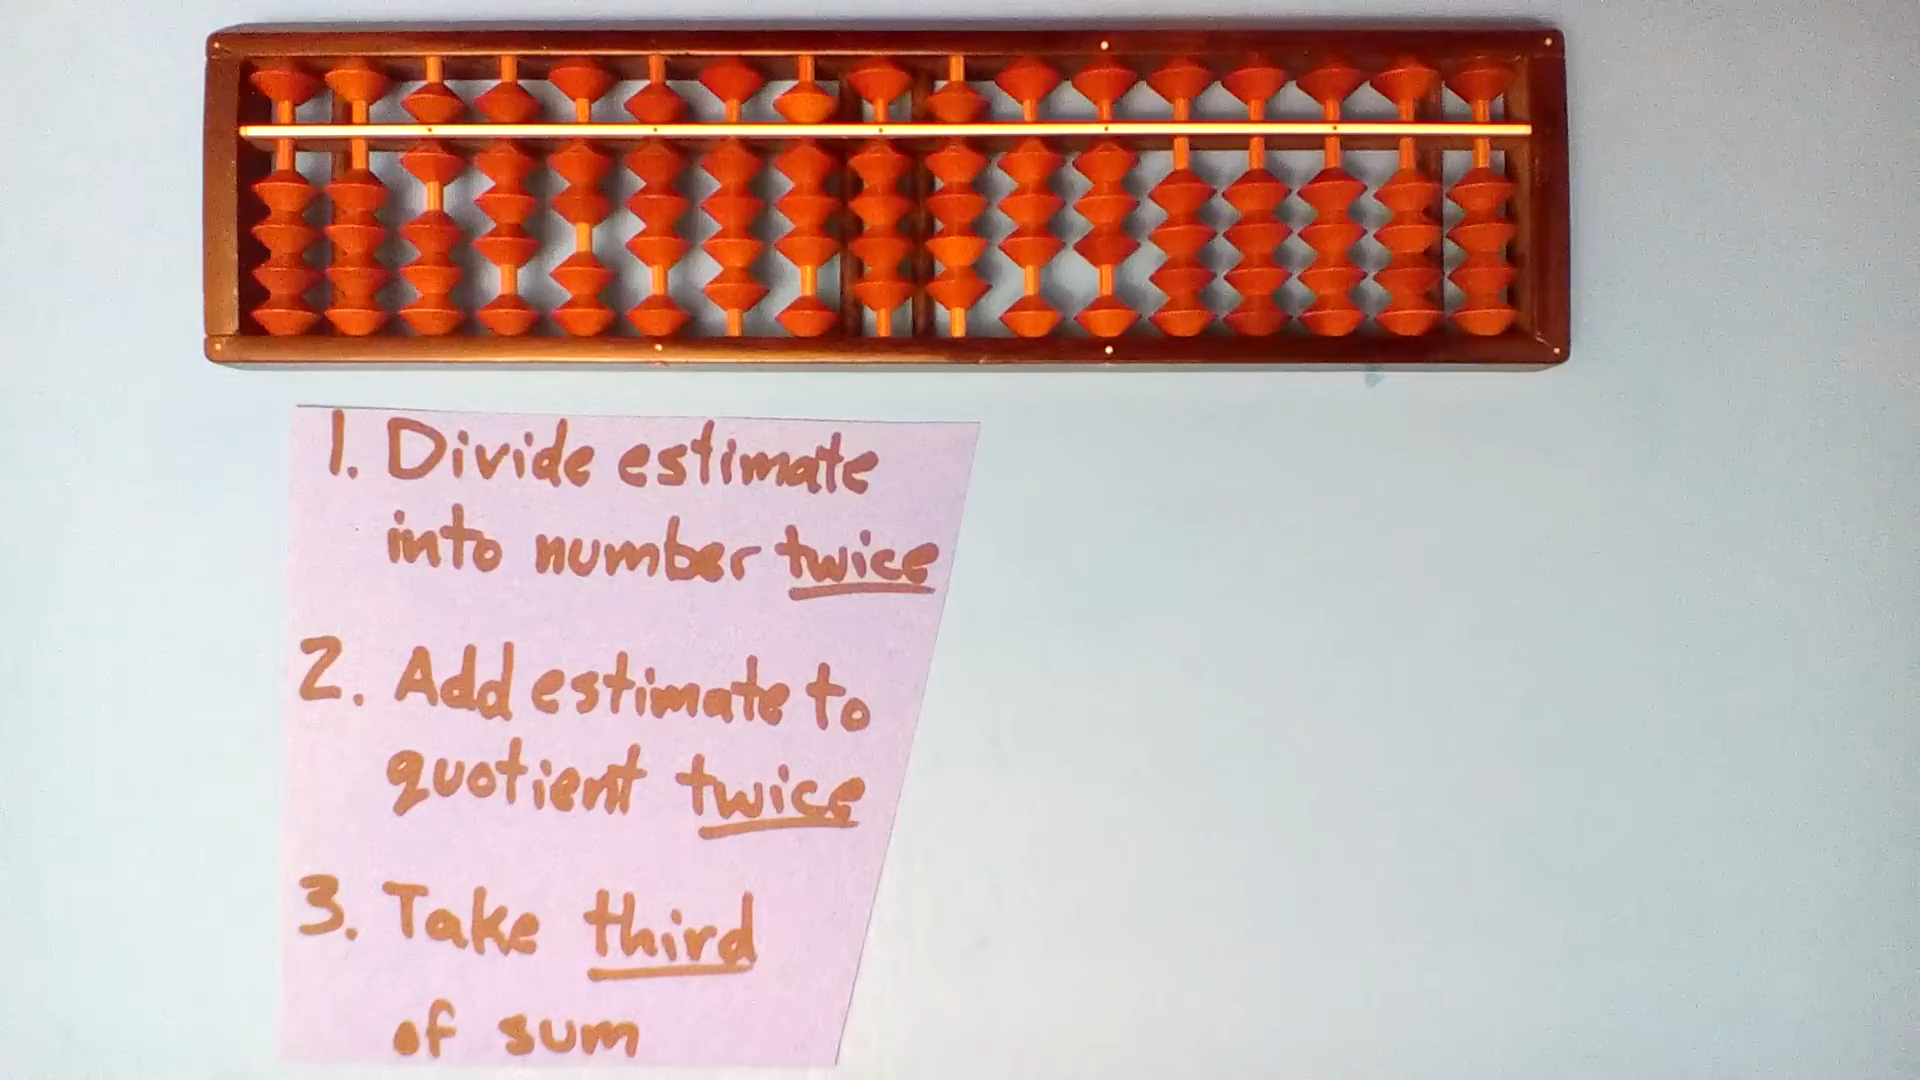 1. Divide estimate
into number twice
2. Add estimate to
quotient twice
3. Take third
of sum